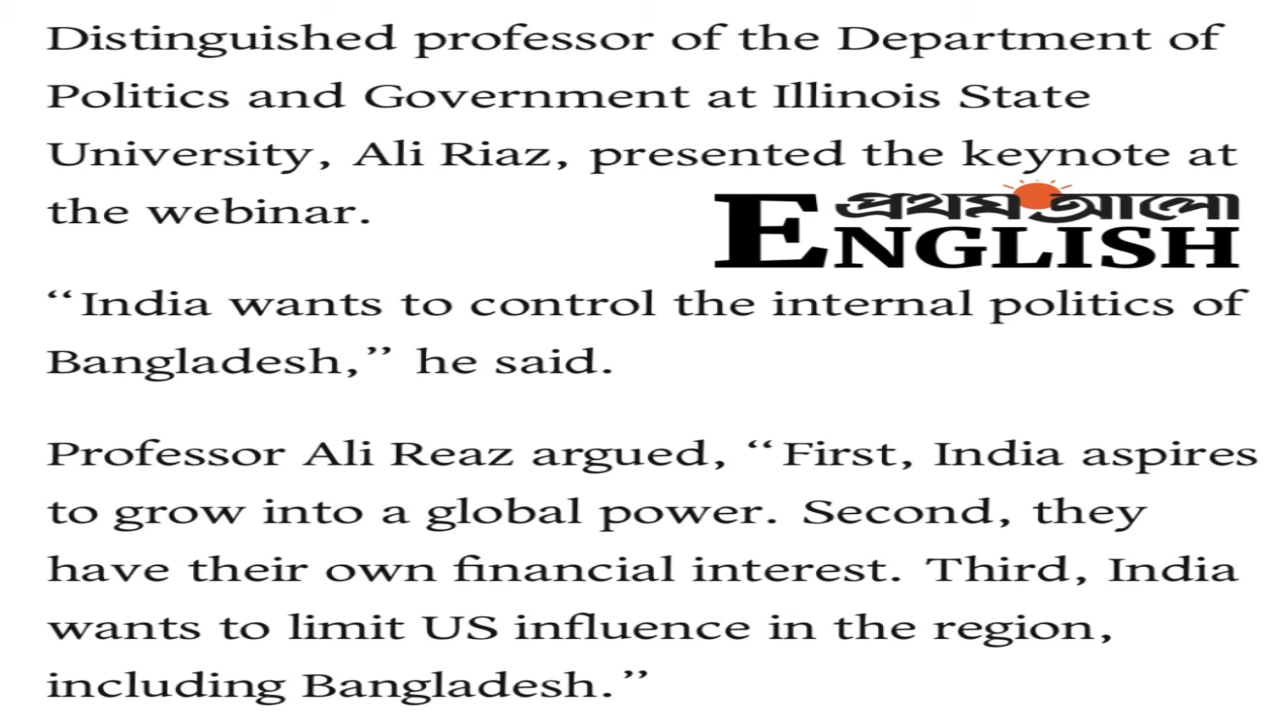 Distinguished professor of the Department of
Politics and Government at Illinois State
University, Ali Riaz, presented the keynote at
the webinar.
প্রথম আলো
ENGLISH
“India wants to control the internal politics of
Bangladesh,” he said.
Professor Ali Reaz argued, “First, India aspires
to grow into a global power. Second, they
have their own financial interest. Third, India
wants to limit US influence in the region,
including Bangladesh.”